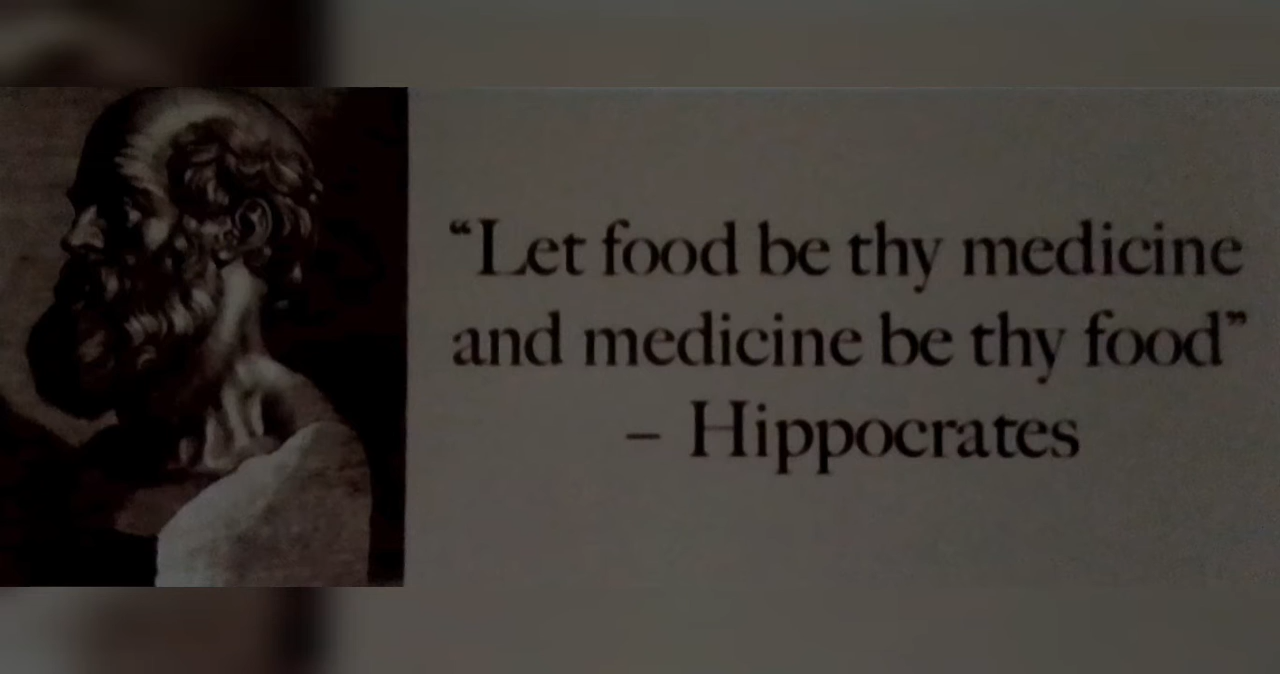 “Let food be thy medicine
and medicine be thy food”
– Hippocrates